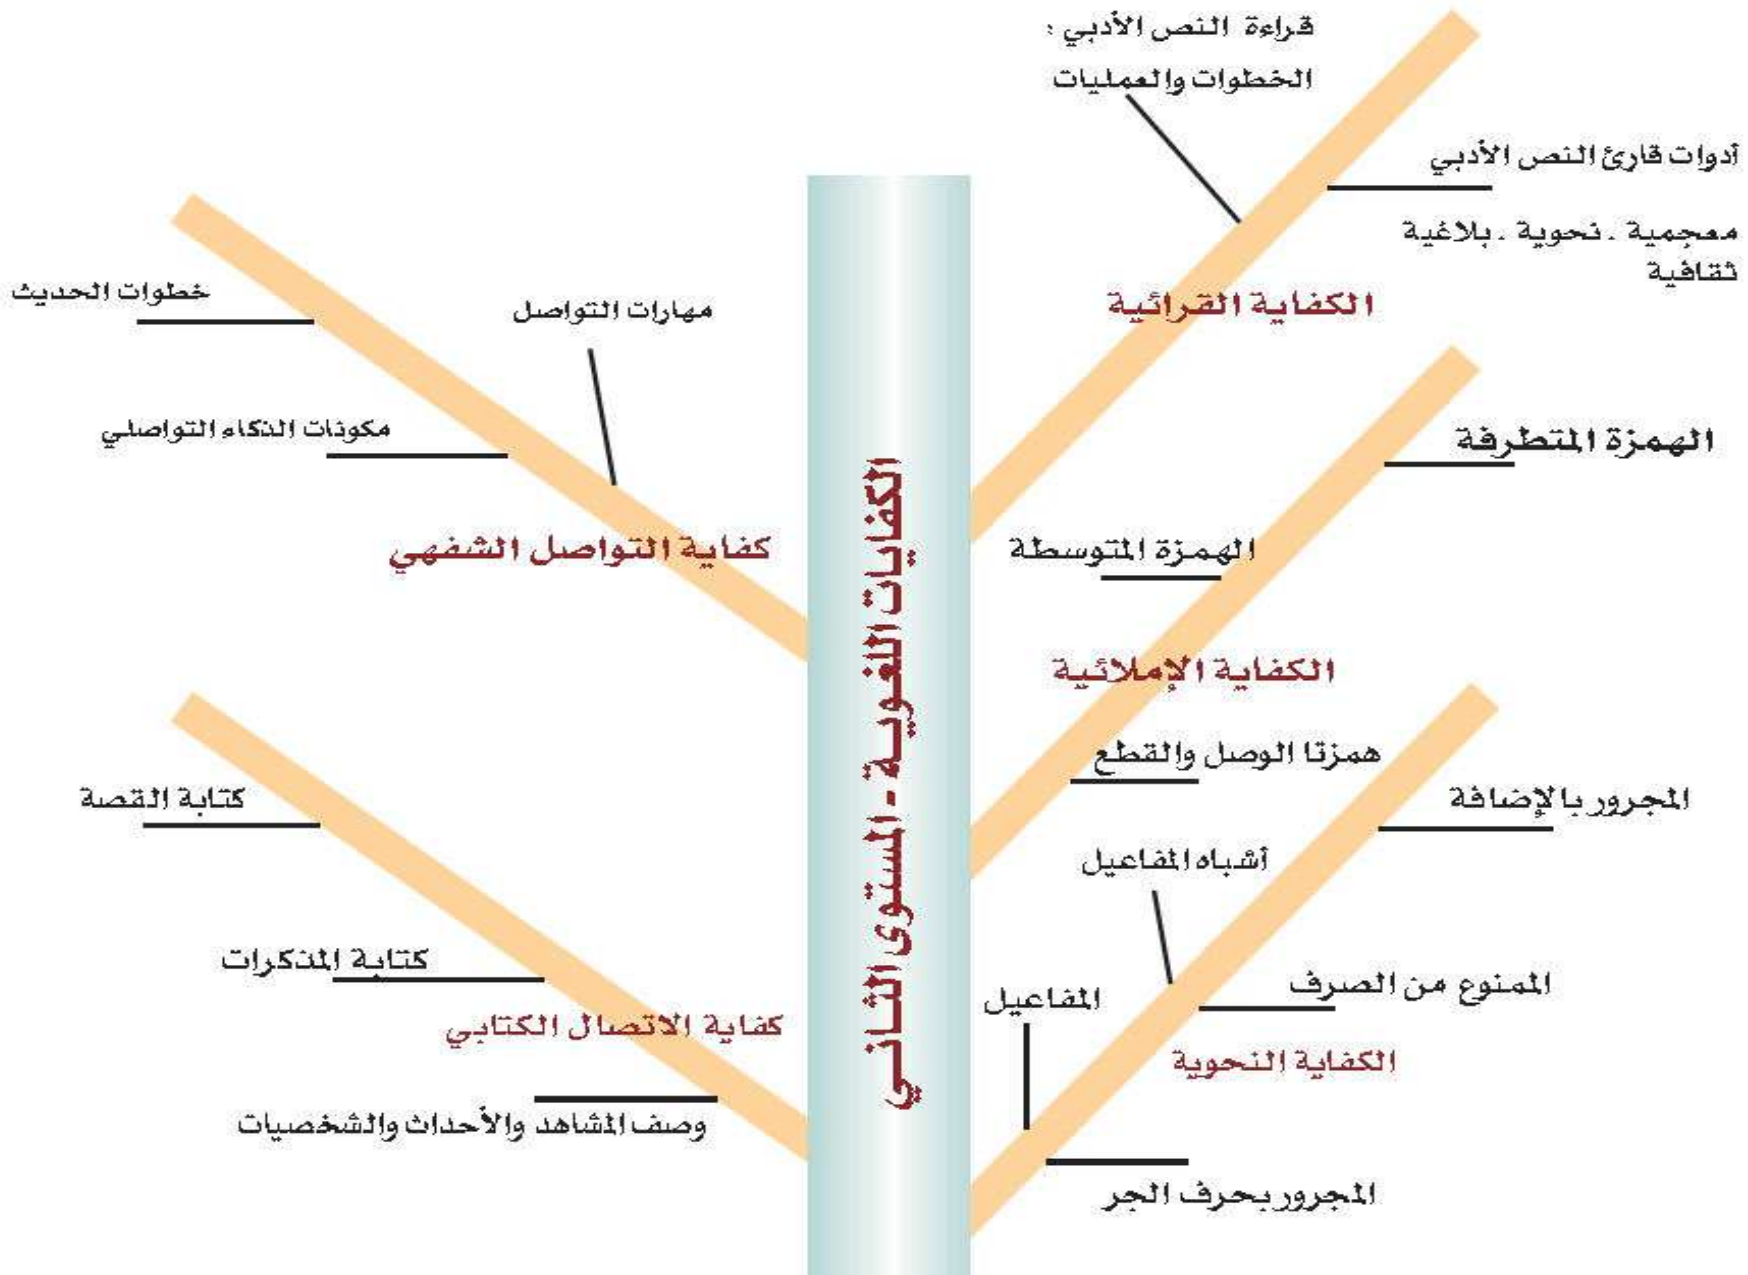 قراءة النص الأدبي :
الخطوات والعمليات
أدوات قارئ النص الأدبي
معجمية . نحوية . بلاغية
ثقافية
الكفاية القرائية
الهمزة المتطرفة
الهمزة المتوسطة
الكفاية الإملائية
همزتا الوصل والقطع
المجرور بالإضافة
أشباه المفاعيل
الممنوع من الصرف
المفاعيل
الكفاية النحوية
المجرور بحرف الجر
الكفايات اللغوية - المستوى الثاني
خطوات الحديث
مهارات التواصل
مكونات الذكاء التواصلي
كفاية التواصل الشفهي
كتابة القصة
كتابة المذكرات
كفاية الاتصال الكتابي
وصف المشاهد والأحداث والشخصيات